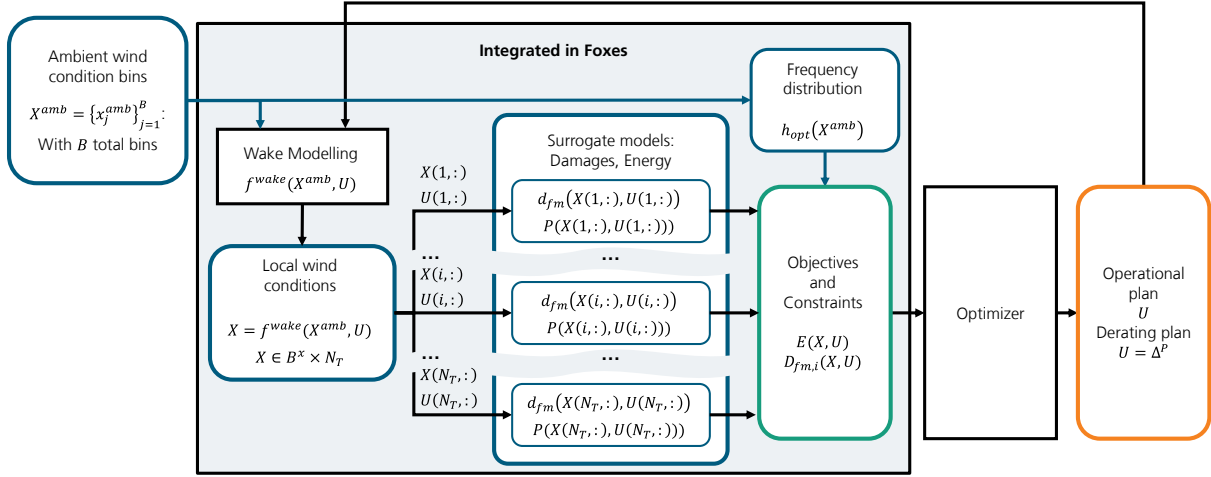 Ambient wind
condition bins
X^{amb} = {x_j^{amb}}_{j=1}^{B}:
With B total bins
Integrated in Foxes
Wake Modelling
f^{wake}(X^{amb}, U)
Local wind
conditions
X = f^{wake}(X^{amb}, U)
X ∈ B^x × N_T
X(1, :)
U(1, :)
...
X(i, :)
U(i, :)
...
X(N_T, :)
U(N_T, :)
Surrogate models:
Damages, Energy
d_{fm}(X(1, :), U(1, :))
P(X(1, :), U(1, :)))
...
d_{fm}(X(i, :), U(i, :))
P(X(i, :), U(i, :)))
...
d_{fm}(X(N_T, :), U(N_T, :))
P(X(N_T, :), U(N_T, :)))
Frequency
distribution
h_{opt}(X^{amb})
Objectives
and
Constraints
E(X, U)
D_{fm,i}(X, U)
Optimizer
Operational
plan
U
Derating plan
U = Δ^P